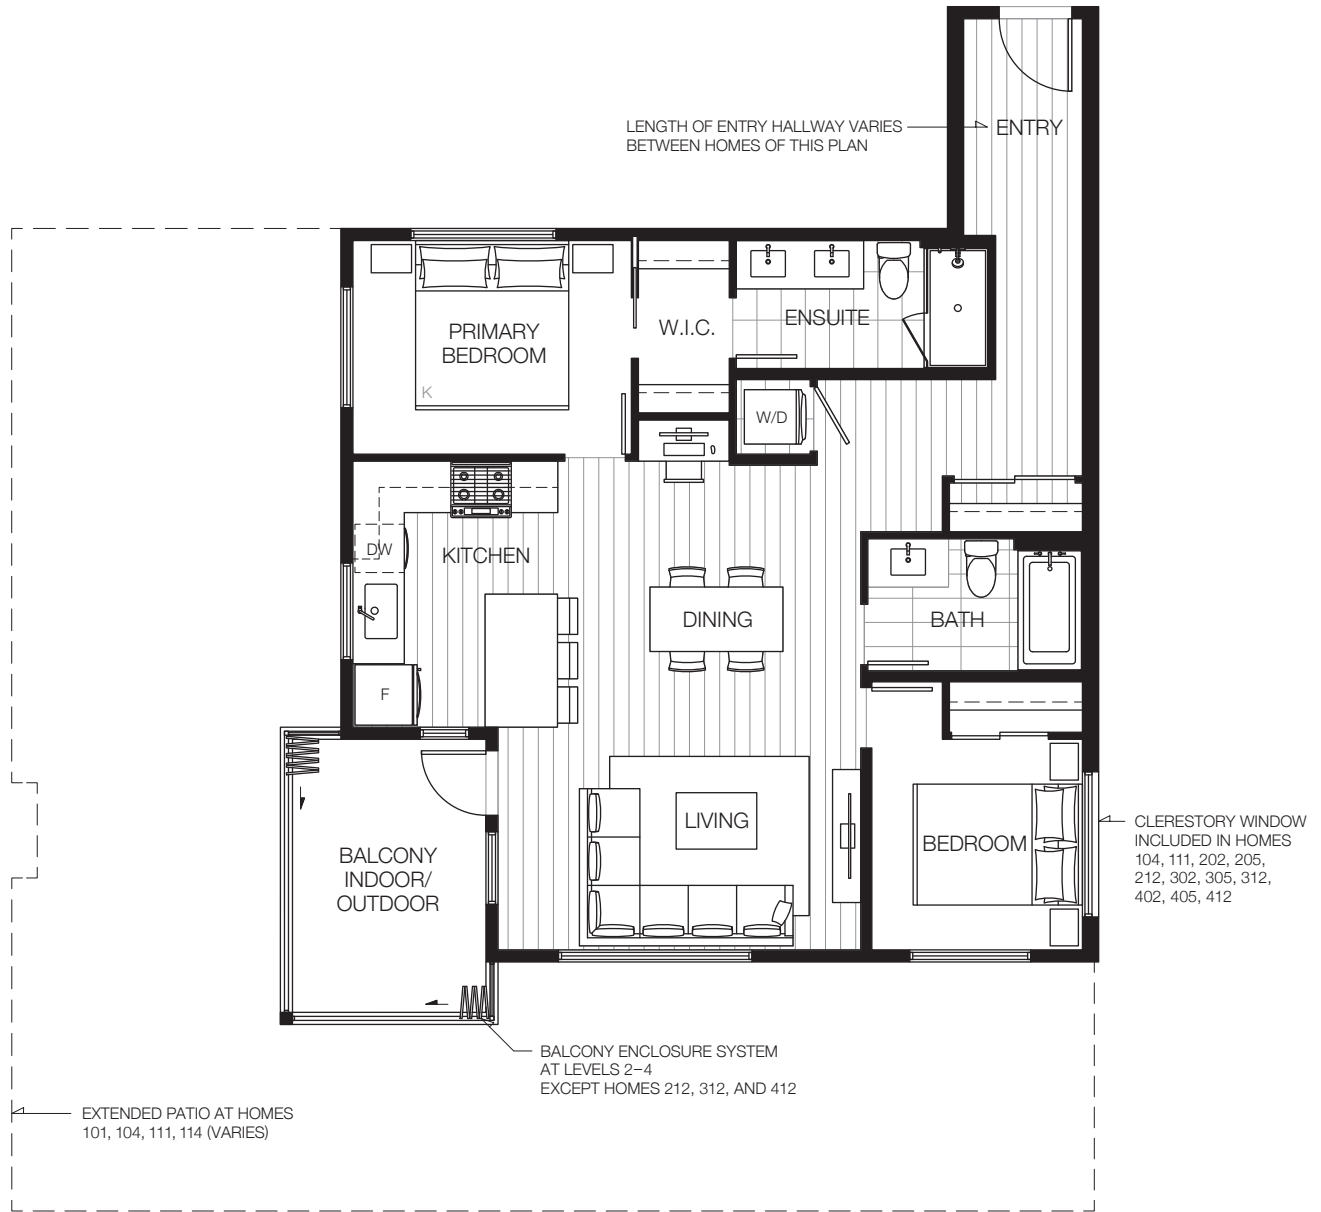 LENGTH OF ENTRY HALLWAY VARIES
BETWEEN HOMES OF THIS PLAN
ENTRY
PRIMARY
BEDROOM
K
W.I.C.
ENSUITE
W/D
DW
KITCHEN
F
DINING
BATH
LIVING
BEDROOM
BALCONY
INDOOR/
OUTDOOR
CLERESTORY WINDOW
INCLUDED IN HOMES
104, 111, 202, 205,
212, 302, 305, 312,
402, 405, 412
BALCONY ENCLOSURE SYSTEM
AT LEVELS 2–4
EXCEPT HOMES 212, 312, AND 412
EXTENDED PATIO AT HOMES
101, 104, 111, 114 (VARIES)